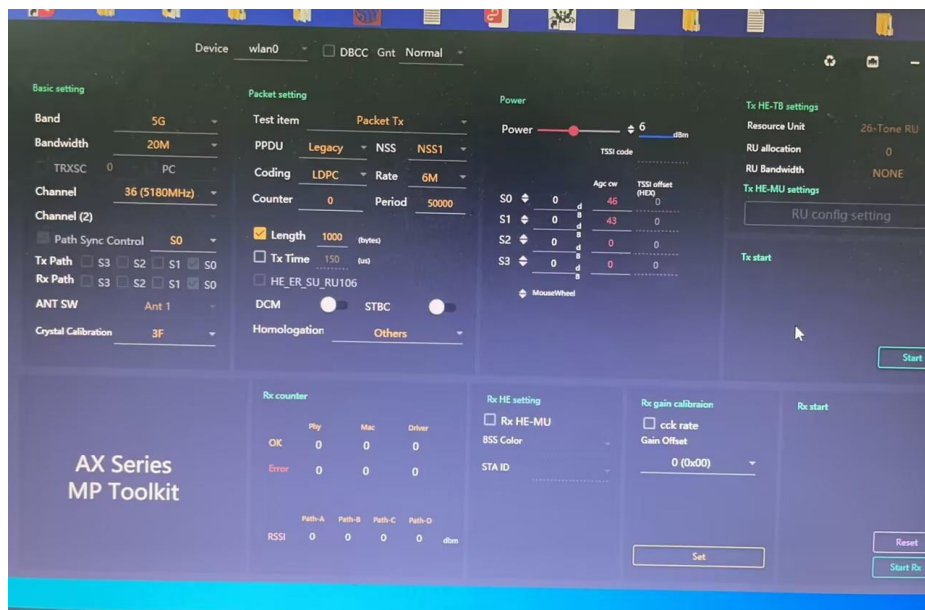 Device wlan0 DBCC Gnt Normal
Basic setting
Band 5G
Bandwidth 20M
TRXSC 0 PC
Channel 36 (5180MHz)
Channel (2)
Path Sync Control S0
Tx Path S3 S2 S1 S0
Rx Path S3 S2 S1 S0
ANT SW Ant 1
Crystal Calibration 3F
Packet setting
Test item Packet Tx
PPDU Legacy NSS NSS1
Coding LDPC Rate 6M
Counter 0 Period 50000
Length 1000 (bytes)
Tx Time 150 (us)
HE_ER_SU_RU106
DCM STBC
Homologation Others
Power
Power 6 dBm
TSSI code
Agc cw TSSI offset (HEX)
S0 0 dB 46 0
S1 0 dB 43 0
S2 0 dB 0 0
S3 0 dB 0 0
MouseWheel
Tx HE-TB settings
Resource Unit 26-Tone RU
RU allocation 0
RU Bandwidth NONE
Tx HE-MU settings
RU config setting
Tx start
Start
AX Series
MP Toolkit
Rx counter
Phy Mac Driver
OK 0 0 0
Error 0 0 0
Path-A Path-B Path-C Path-D
RSSI 0 0 0 0 dbm
Rx HE setting
Rx HE-MU
BSS Color
STA ID
Rx gain calibraion
cck rate
Gain Offset
0 (0x00)
Set
Rx start
Reset
Start Rx